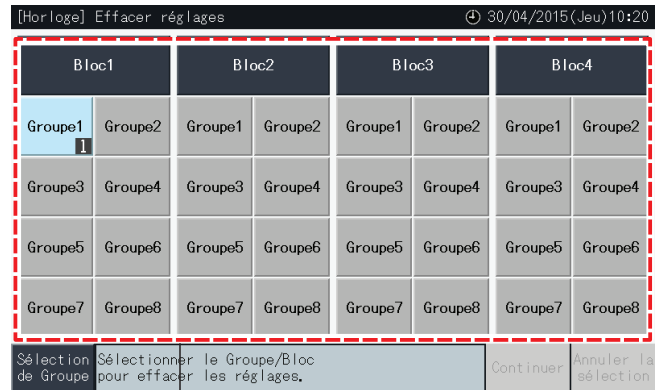 [Horloge] Effacer réglages 30/04/2015(Jeu)10:20
Bloc1 Bloc2 Bloc3 Bloc4
Groupe1 Groupe2 Groupe1 Groupe2 Groupe1 Groupe2 Groupe1 Groupe2
1
Groupe3 Groupe4 Groupe3 Groupe4 Groupe3 Groupe4 Groupe3 Groupe4
Groupe5 Groupe6 Groupe5 Groupe6 Groupe5 Groupe6 Groupe5 Groupe6
Groupe7 Groupe8 Groupe7 Groupe8 Groupe7 Groupe8 Groupe7 Groupe8
Sélection
de Groupe
Sélectionner le Groupe/Bloc
pour effacer les réglages.
Continuer
Annuler la
sélection